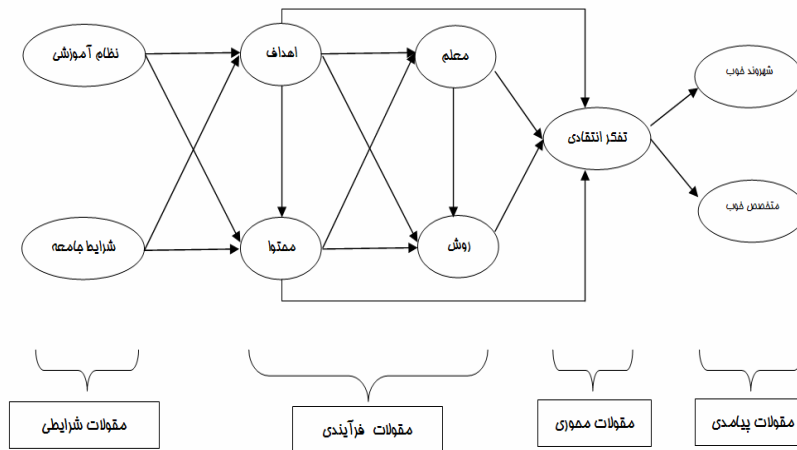 نظام آموزشی
اهداف
معلم
شهروند خوب
تفکر انتقادی
متخصص خوب
شرایط جامعه
محتوا
روش
مقولات شرایطی
مقولات فرآیندی
مقولات محوری
مقولات پیامدی